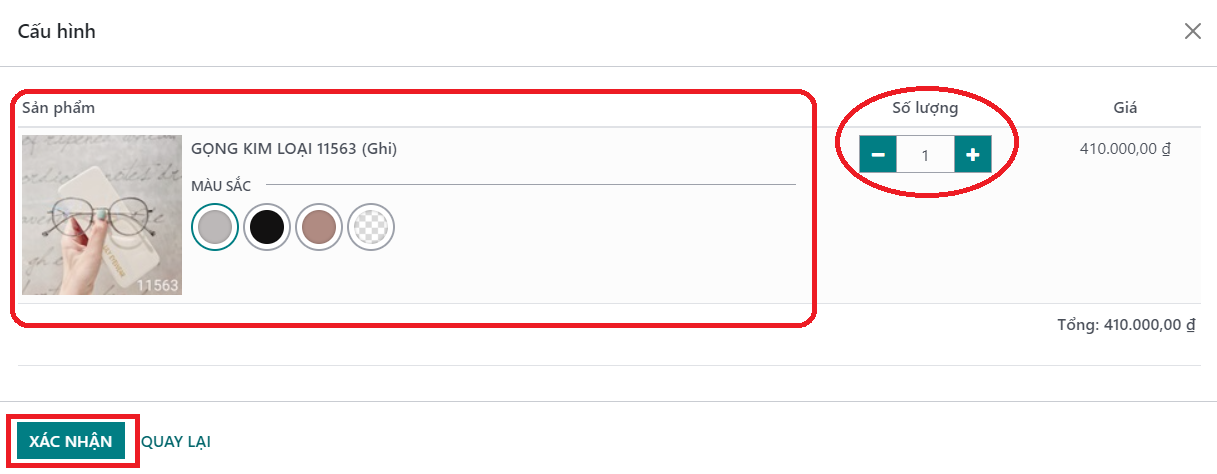 Cấu hình
Sản phẩm Số lượng Giá
GỌNG KIM LOẠI 11563 (Ghi) 1 410.000,00 ₫
MÀU SẮC
11563
Tổng: 410.000,00 ₫
XÁC NHẬN QUAY LẠI